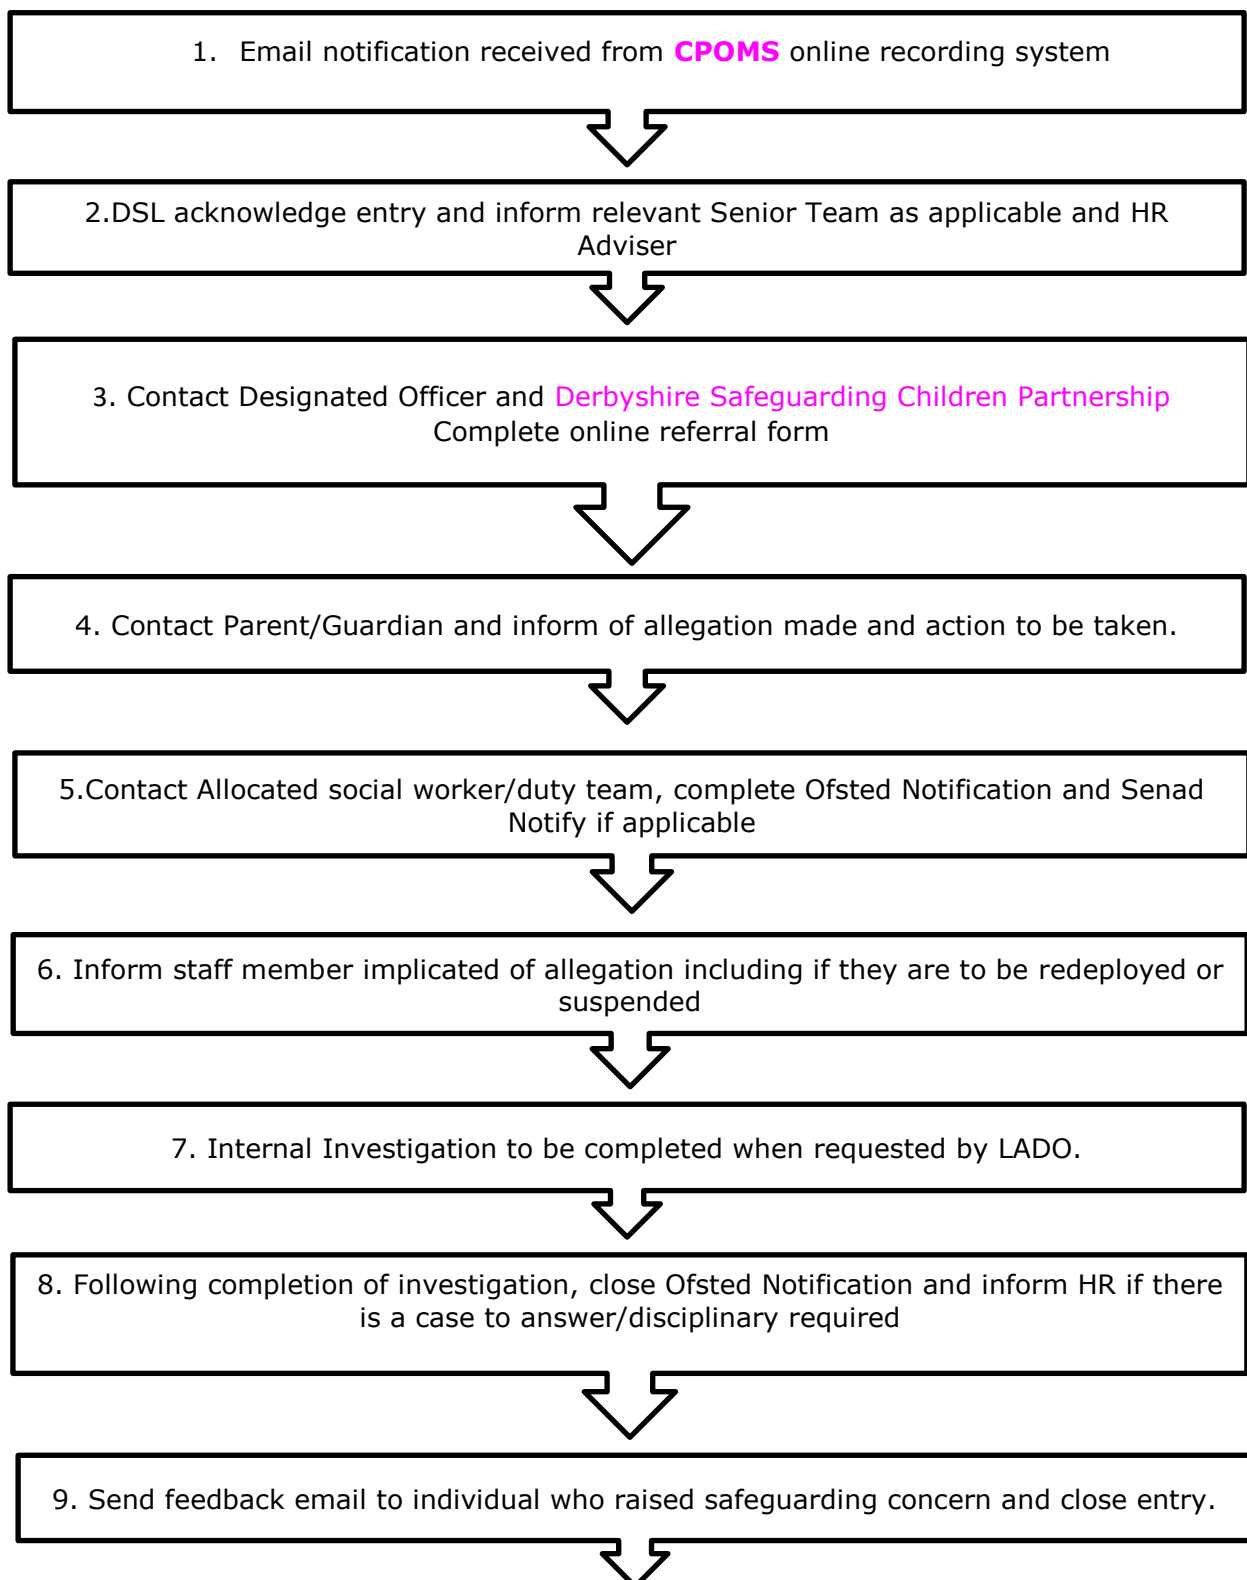 1. Email notification received from CPOMS online recording system
2.DSL acknowledge entry and inform relevant Senior Team as applicable and HR
Adviser
3. Contact Designated Officer and Derbyshire Safeguarding Children Partnership
Complete online referral form
4. Contact Parent/Guardian and inform of allegation made and action to be taken.
5.Contact Allocated social worker/duty team, complete Ofsted Notification and Senad
Notify if applicable
6. Inform staff member implicated of allegation including if they are to be redeployed or
suspended
7. Internal Investigation to be completed when requested by LADO.
8. Following completion of investigation, close Ofsted Notification and inform HR if there
is a case to answer/disciplinary required
9. Send feedback email to individual who raised safeguarding concern and close entry.